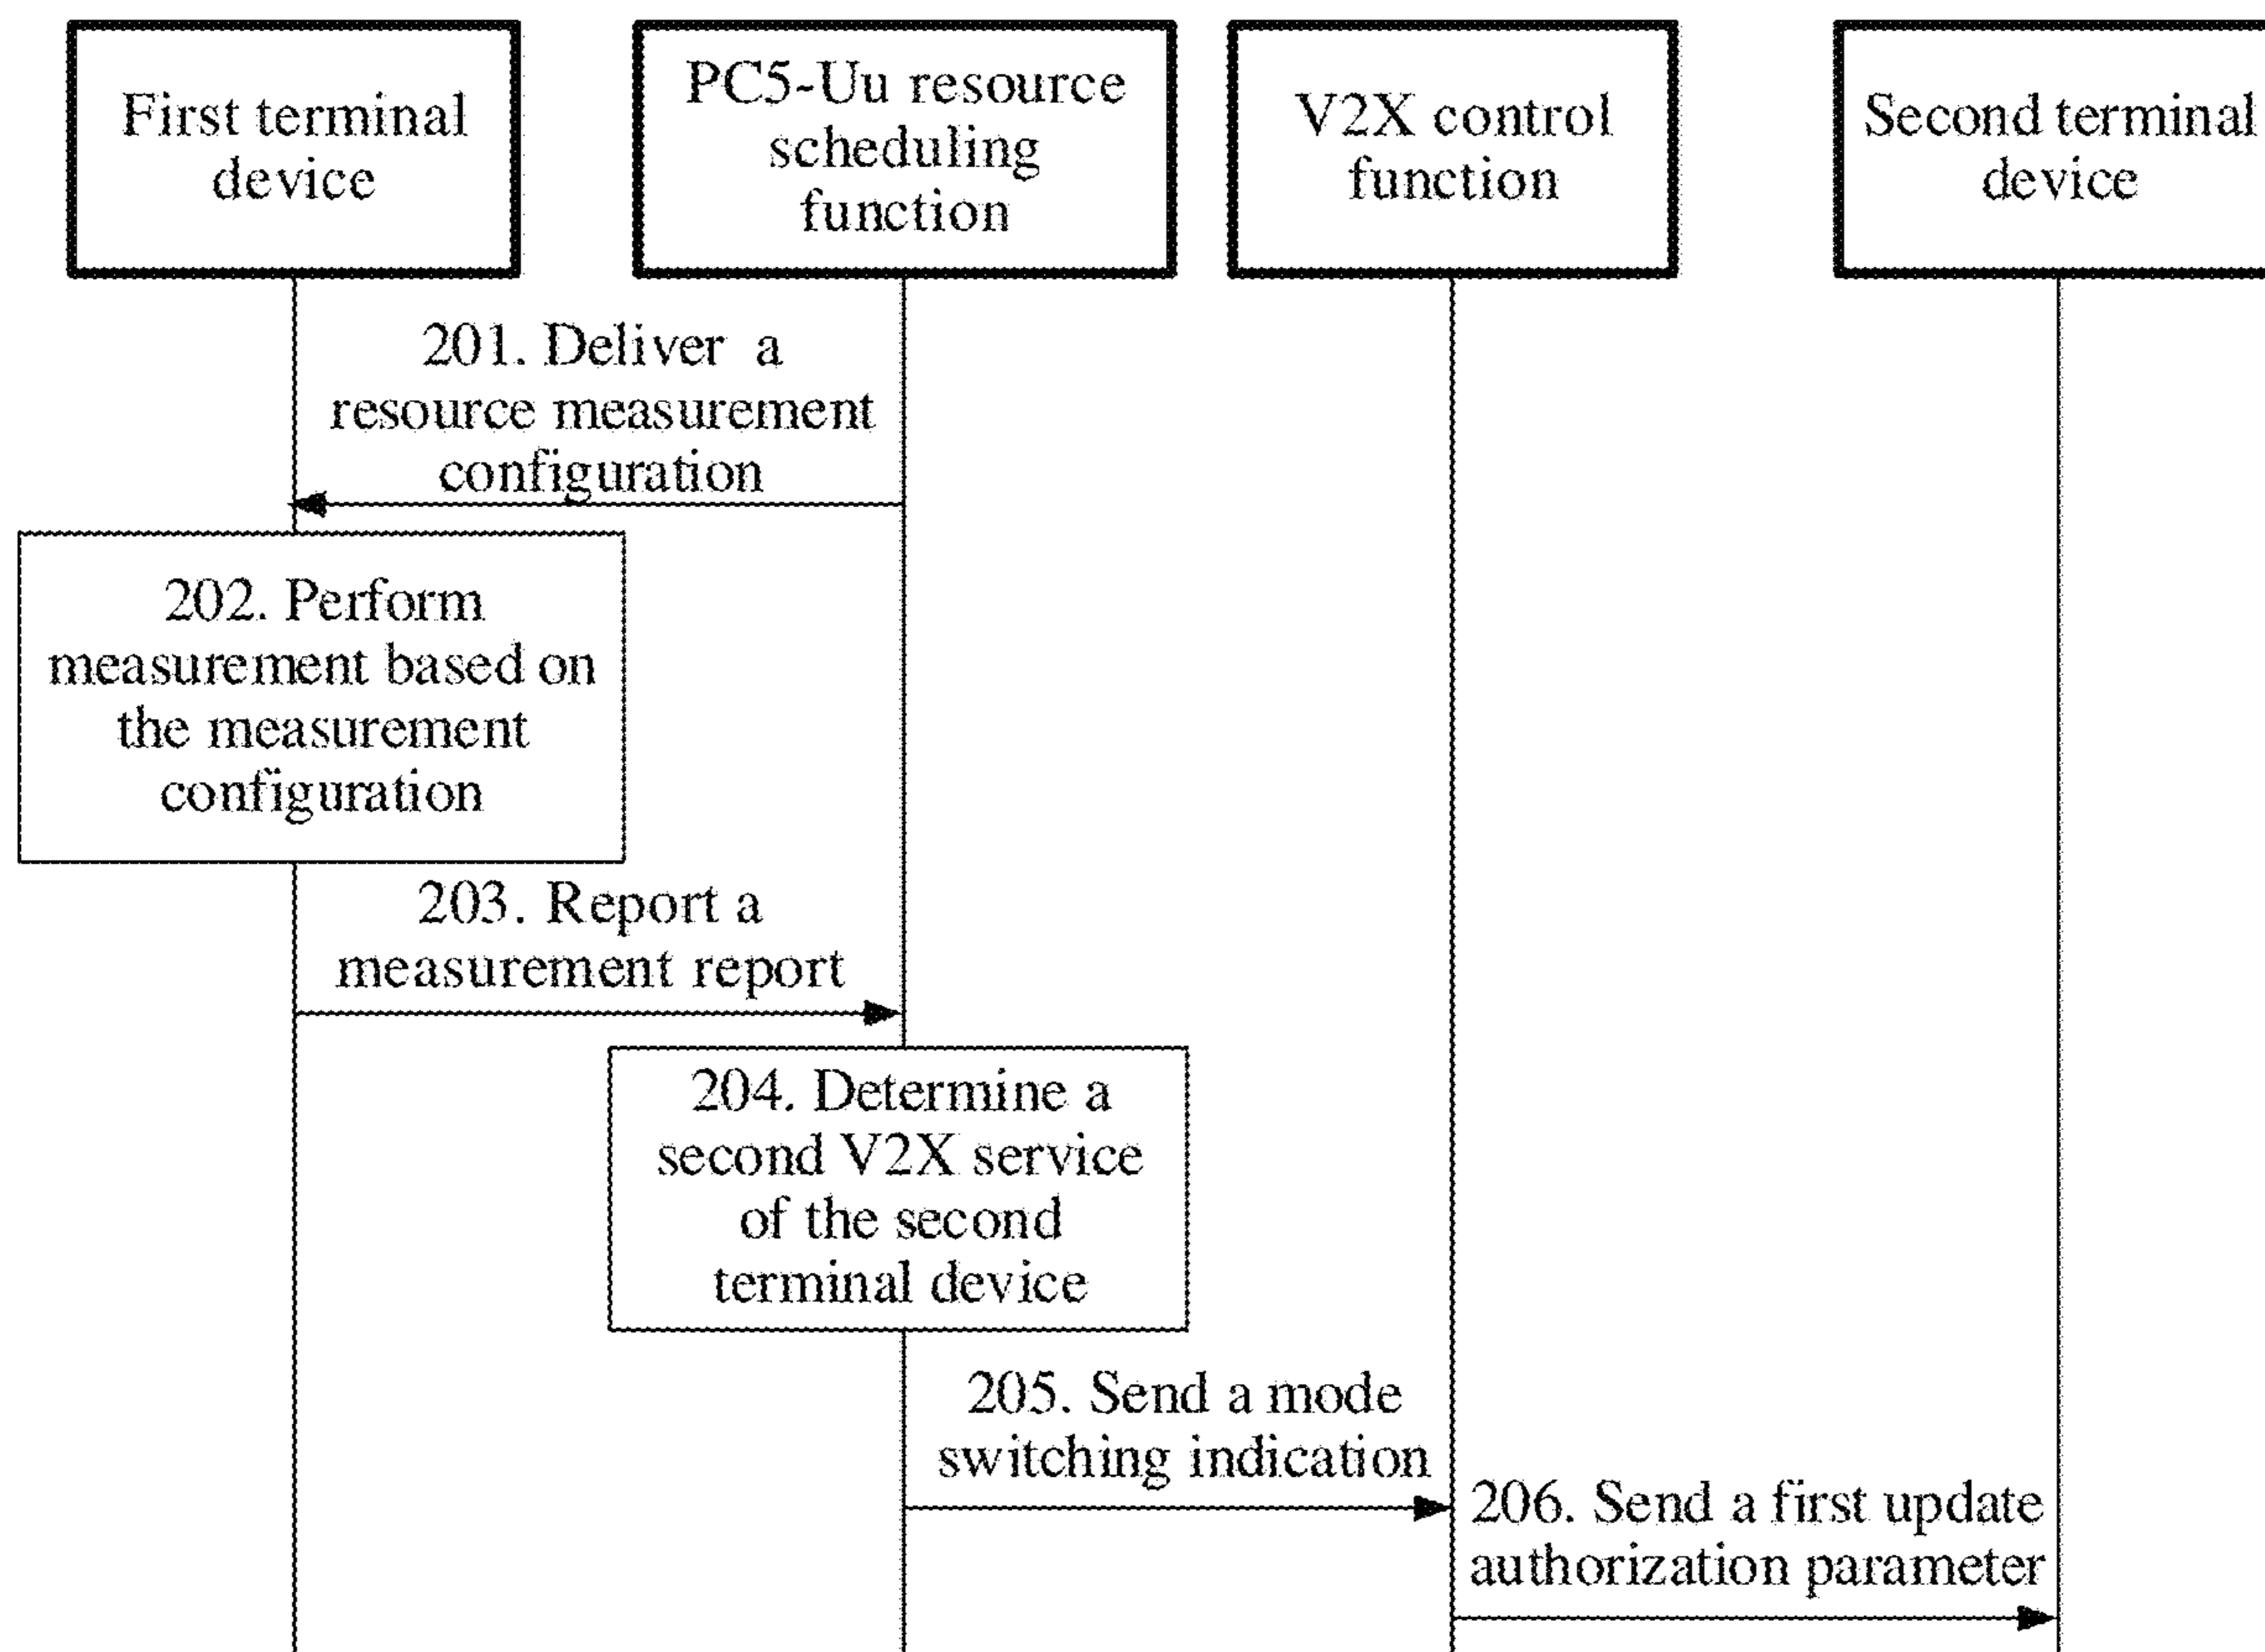 First terminal
device
PC5-Uu resource
scheduling
function
V2X control
function
Second terminal
device
201. Deliver a
resource measurement
configuration
202. Perform
measurement based on
the measurement
configuration
203. Report a
measurement report
204. Determine a
second V2X service
of the second
terminal device
205. Send a mode
switching indication
206. Send a first update
authorization parameter